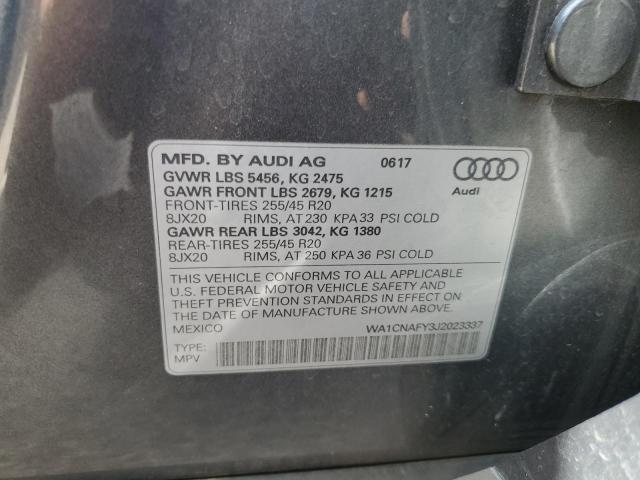 MFD. BY AUDI AG 0617
GVWR LBS 5456, KG 2475
GAWR FRONT LBS 2679, KG 1215
FRONT-TIRES 255/45 R20
8JX20 RIMS, AT 230 KPA 33 PSI COLD
GAWR REAR LBS 3042, KG 1380
REAR-TIRES 255/45 R20
8JX20 RIMS, AT 250 KPA 36 PSI COLD
Audi
THIS VEHICLE CONFORMS TO ALL APPLICABLE
U.S. FEDERAL MOTOR VEHICLE SAFETY AND
THEFT PREVENTION STANDARDS IN EFFECT ON
THE DATE OF MANUFACTURE SHOWN ABOVE.
MEXICO WA1CNAFY3J2023337
TYPE:
MPV